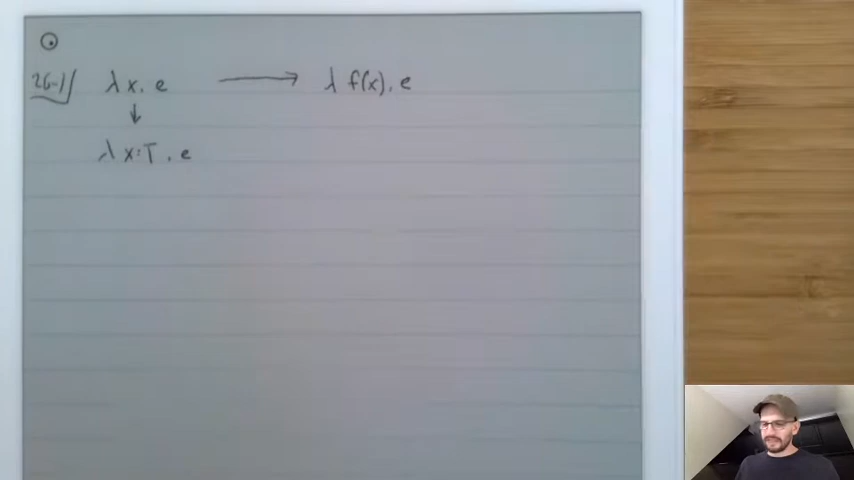 26-1/ λ x. e ⟶ λ f(x). e
↓
λ x:T . e